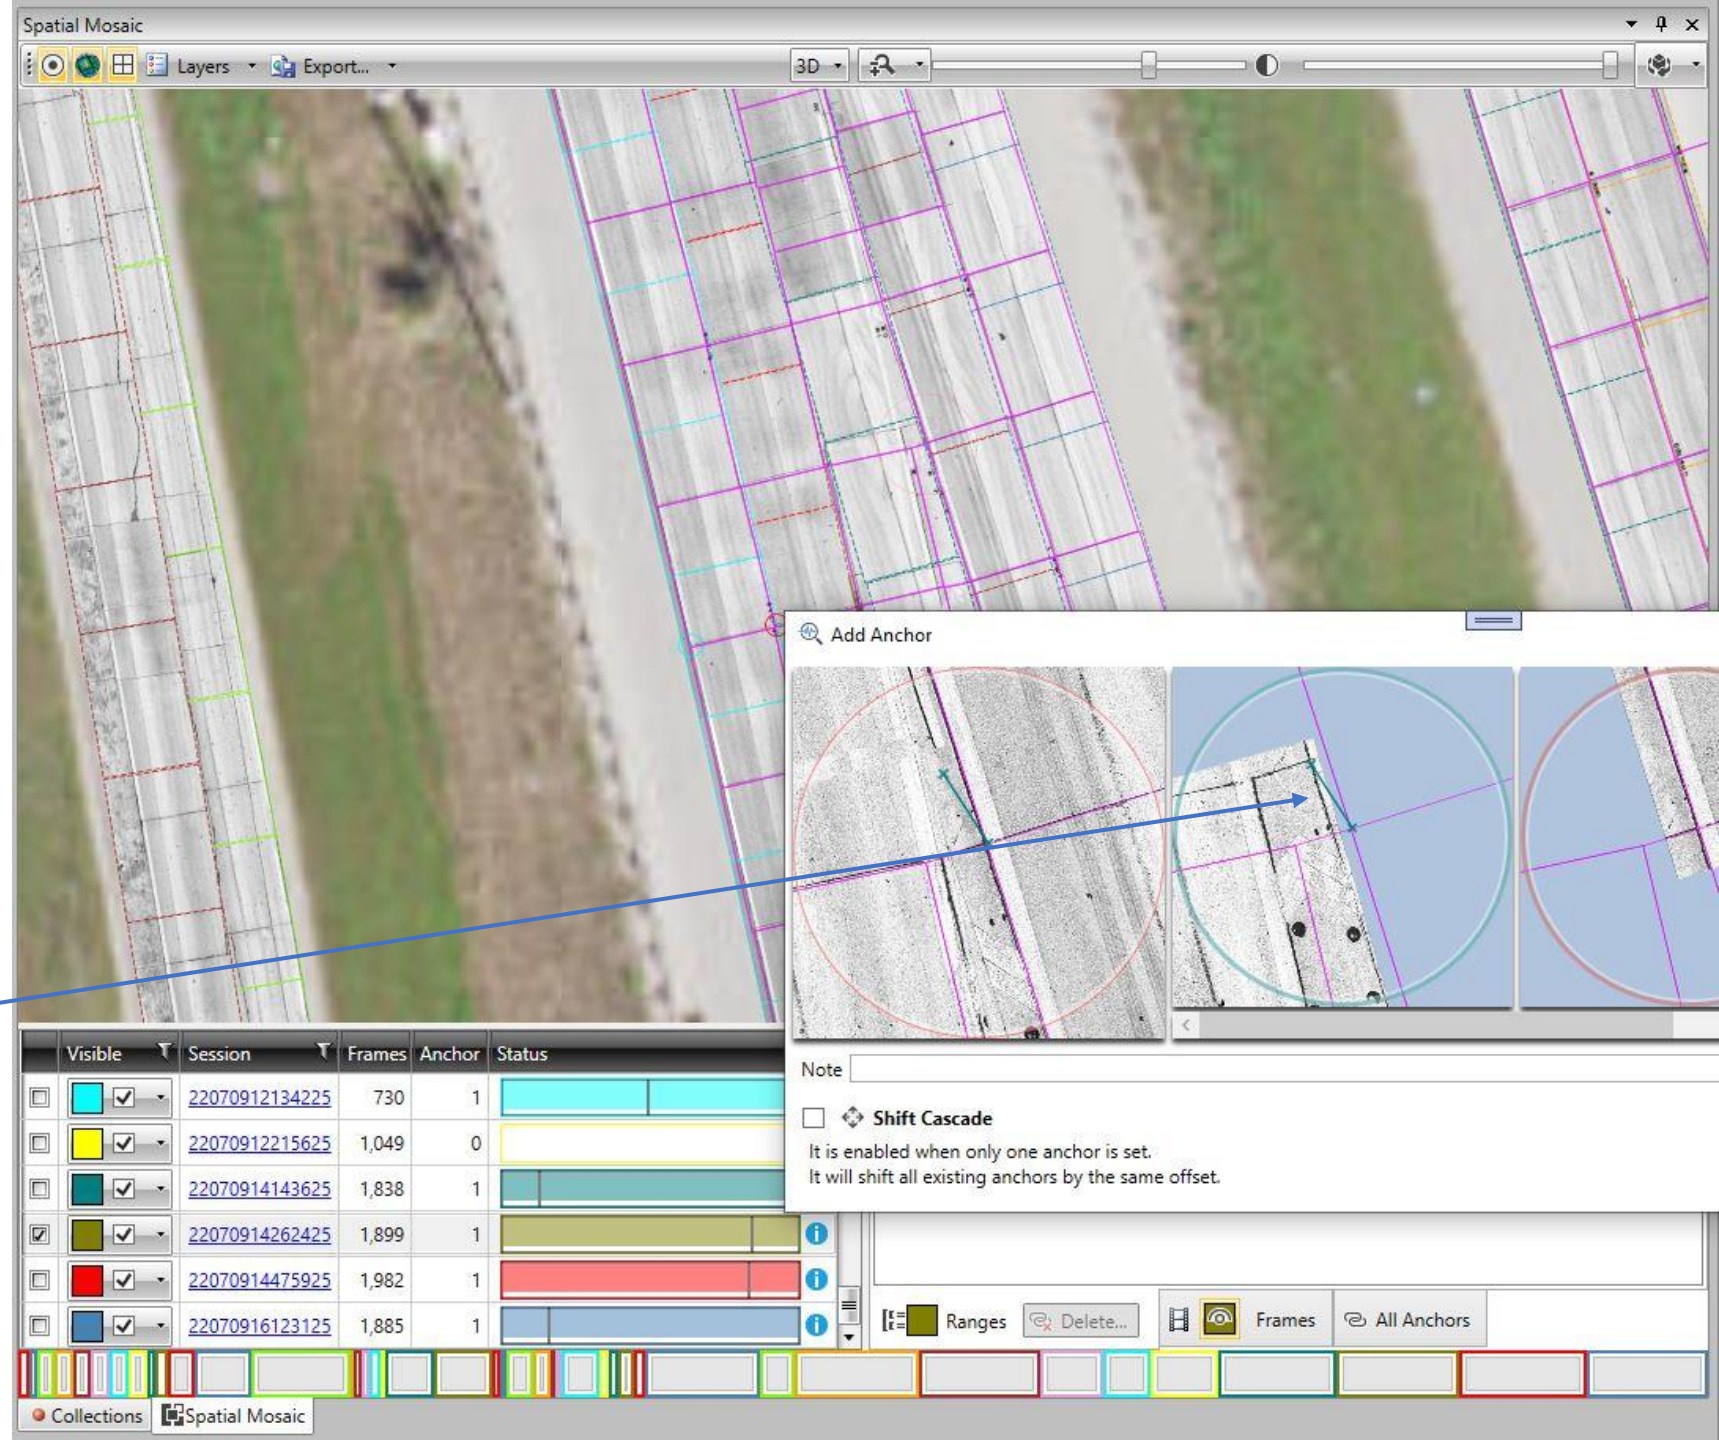 Spatial Mosaic
Layers Export... 3D
Add Anchor
Note
Shift Cascade
It is enabled when only one anchor is set.
It will shift all existing anchors by the same offset.
Visible Session Frames Anchor Status
22070912134225 730 1
22070912215625 1,049 0
22070914143625 1,838 1
22070914262425 1,899 1
22070914475925 1,982 1
22070916123125 1,885 1
Ranges Delete... Frames All Anchors
Collections Spatial Mosaic